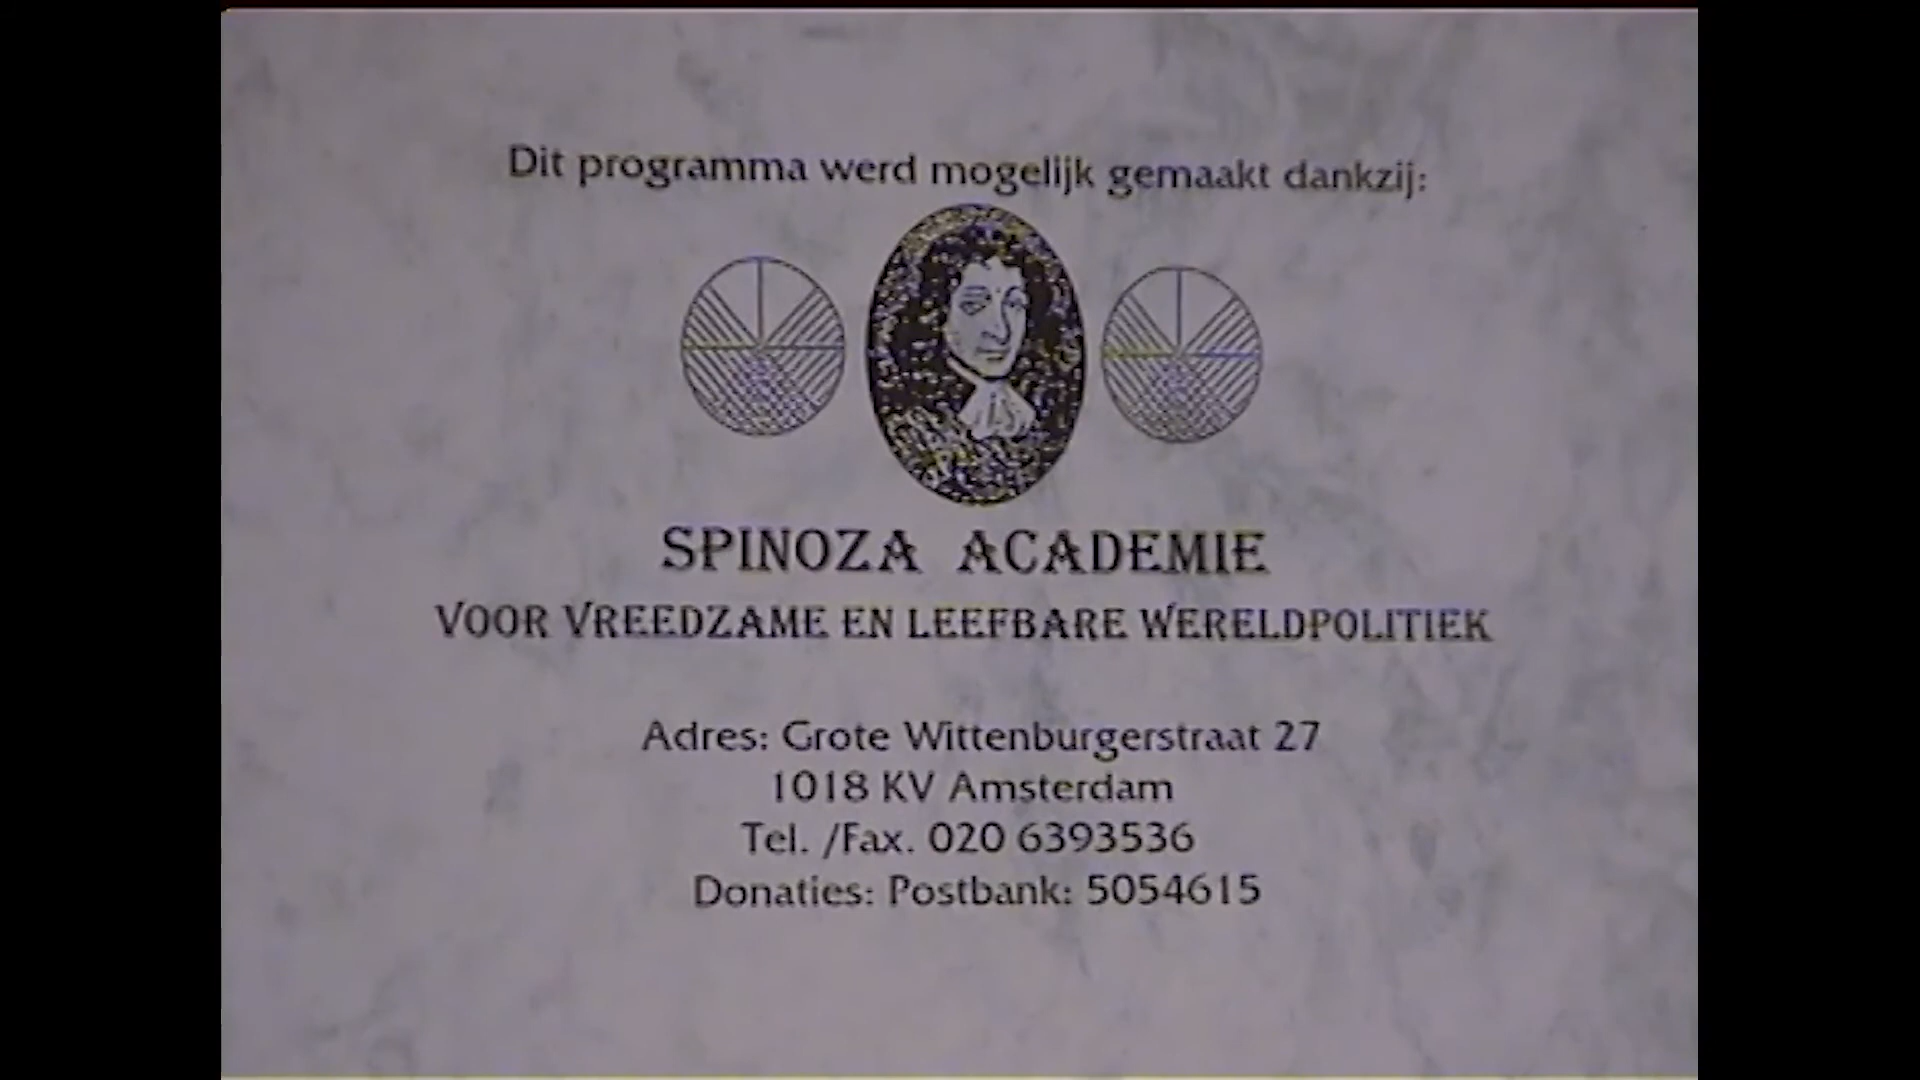 Dit programma werd mogelijk gemaakt dankzij:
SPINOZA ACADEMIE
VOOR VREEDZAME EN LEEFBARE WERELDPOLITIEK
Adres: Grote Wittenburgerstraat 27
1018 KV Amsterdam
Tel. /Fax. 020 6393536
Donaties: Postbank: 5054615